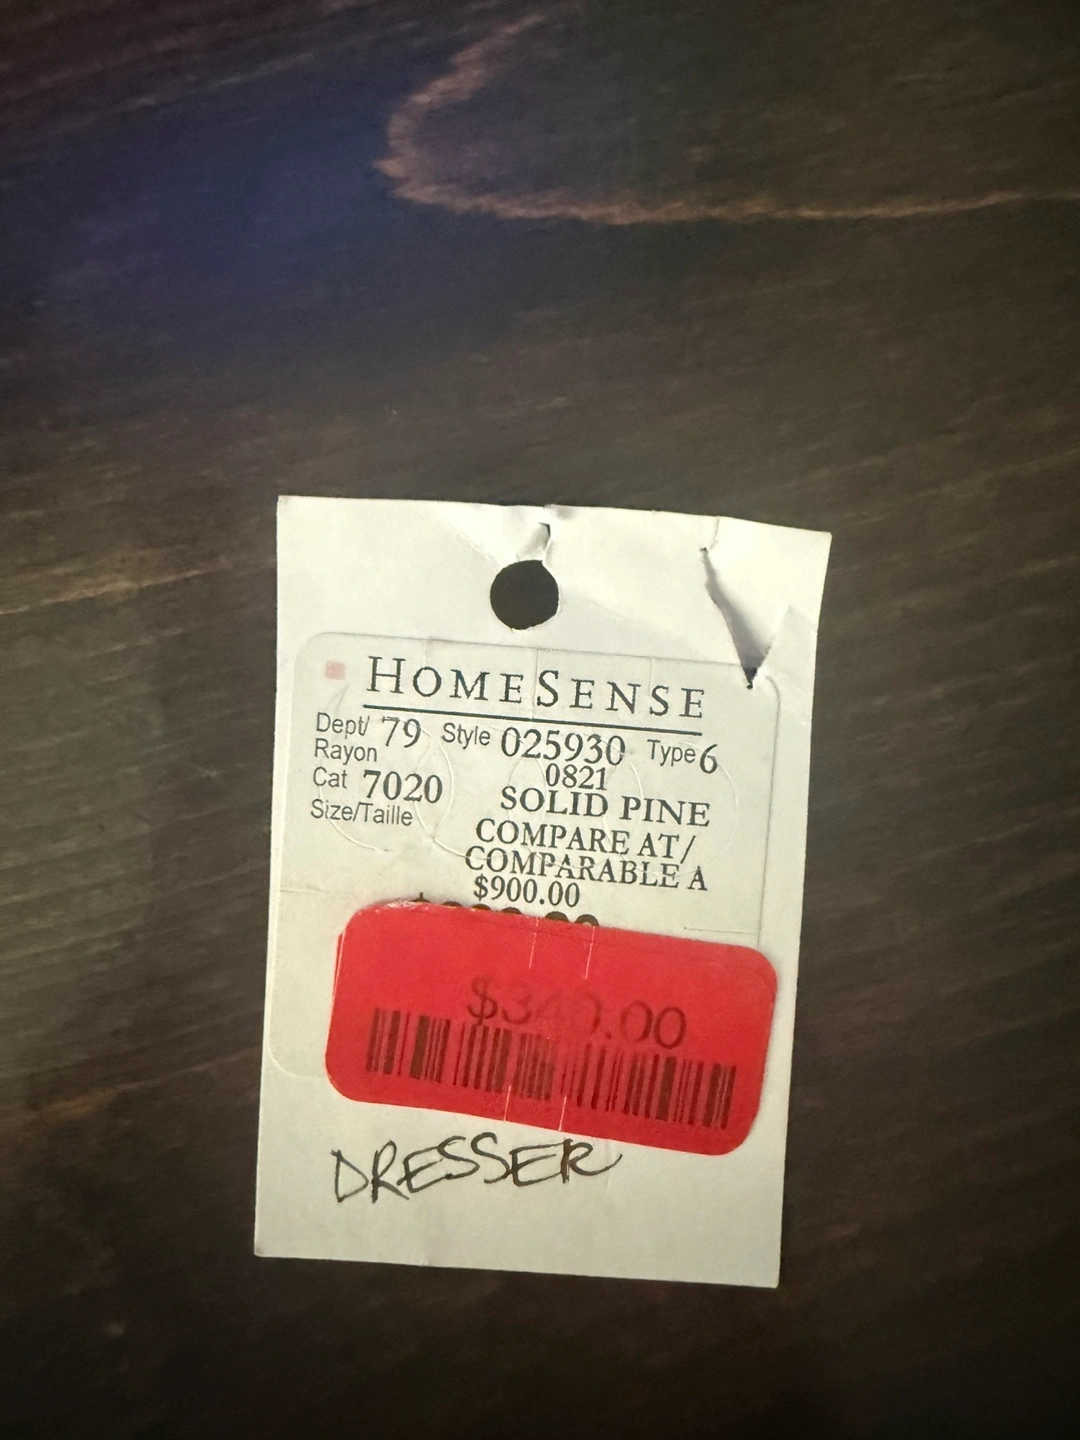 HOMESENSE
Dept/ 79 Style 025930 Type 6
Rayon
0821
Cat 7020
SOLID PINE
Size/Taille
COMPARE AT/
COMPARABLE A
$900.00
$340.00
DRESSER